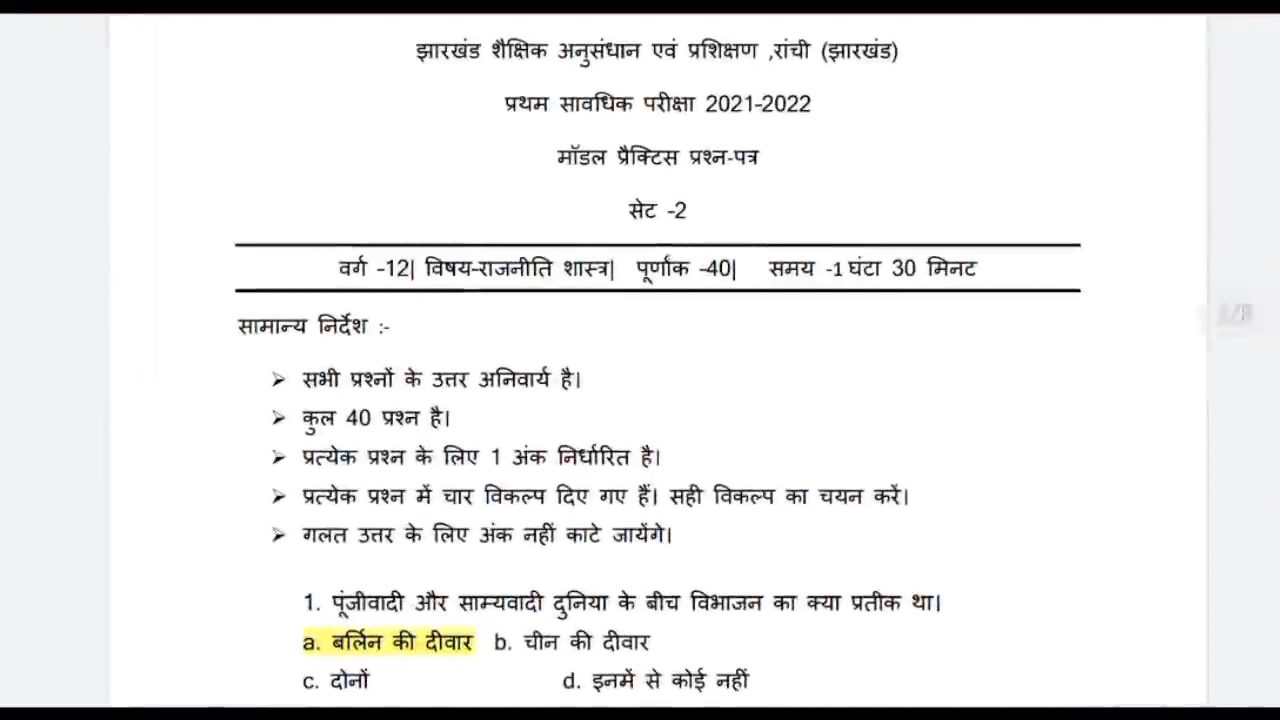 झारखंड शैक्षिक अनुसंधान एवं प्रशिक्षण ,रांची (झारखंड)
प्रथम सावधिक परीक्षा 2021-2022
मॉडल प्रैक्टिस प्रश्न-पत्र
सेट -2
वर्ग -12| विषय-राजनीति शास्त्र| पूर्णांक -40| समय -1 घंटा 30 मिनट
सामान्य निर्देश :-
➢ सभी प्रश्नों के उत्तर अनिवार्य है।
➢ कुल 40 प्रश्न है।
➢ प्रत्येक प्रश्न के लिए 1 अंक निर्धारित है।
➢ प्रत्येक प्रश्न में चार विकल्प दिए गए हैं। सही विकल्प का चयन करें।
➢ गलत उत्तर के लिए अंक नहीं काटे जायेंगे।
1. पूंजीवादी और साम्यवादी दुनिया के बीच विभाजन का क्या प्रतीक था।
a. बर्लिन की दीवार b. चीन की दीवार
c. दोनों d. इनमें से कोई नहीं